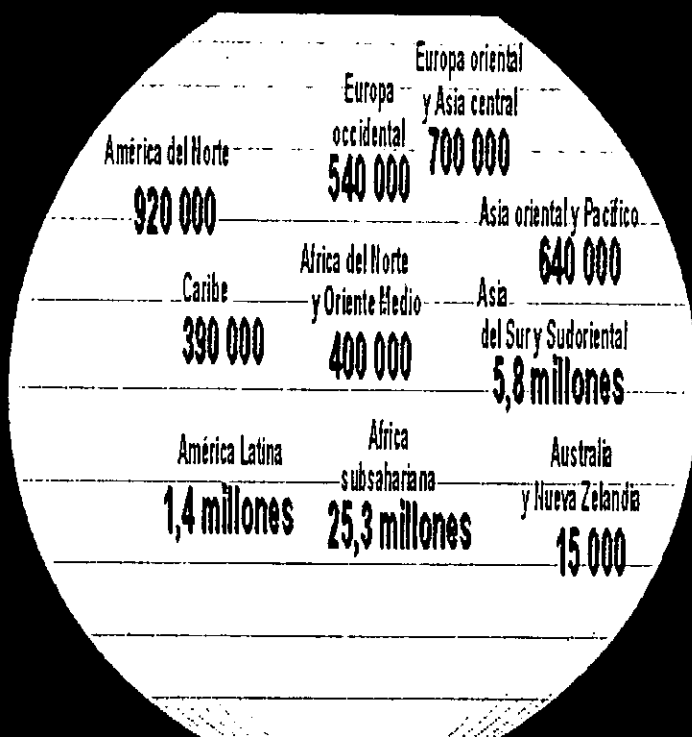 Europa oriental
y Asia central
700 000
Europa
occidental
540 000
América del Norte
920 000
Asia oriental y Pacífico
640 000
Caribe
390 000
Africa del Norte
y Oriente Medio
400 000
Asia
del Sur y Sudoriental
5,8 millones
América Latina
1,4 millones
Africa
subsahariana
25,3 millones
Australia
y Nueva Zelandia
15 000